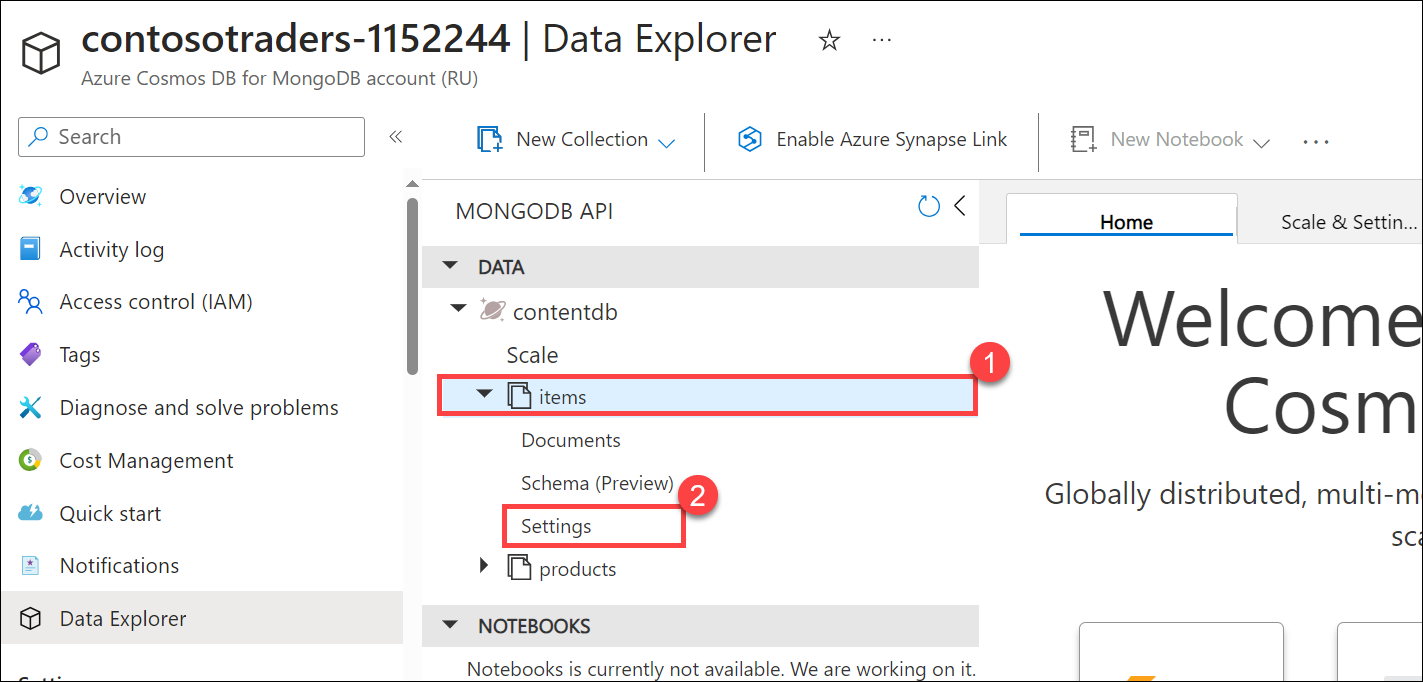 contosotraders-1152244 | Data Explorer
Azure Cosmos DB for MongoDB account (RU)
Search
New Collection
Enable Azure Synapse Link
New Notebook
Overview
Activity log
Access control (IAM)
Tags
Diagnose and solve problems
Cost Management
Quick start
Notifications
Data Explorer
MONGODB API
DATA
contentdb
Scale
items
1
Documents
Schema (Preview)
2
Settings
products
NOTEBOOKS
Notebooks is currently not available. We are working on it.
Home
Scale & Settin...
Welcome
Cosm
Globally distributed, multi-m
sca